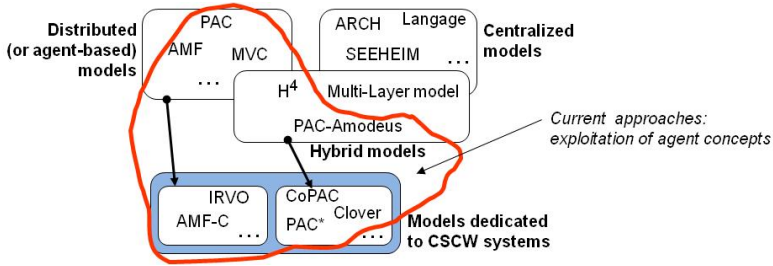 Distributed
(or agent-based)
models
PAC
AMF
MVC
...
ARCH
Langage
SEEHEIM
...
Centralized
models
H4
Multi-Layer model
PAC-Amodeus
Hybrid models
Current approaches:
exploitation of agent concepts
IRVO
AMF-C
...
CoPAC
Clover
PAC*
...
Models dedicated
to CSCW systems